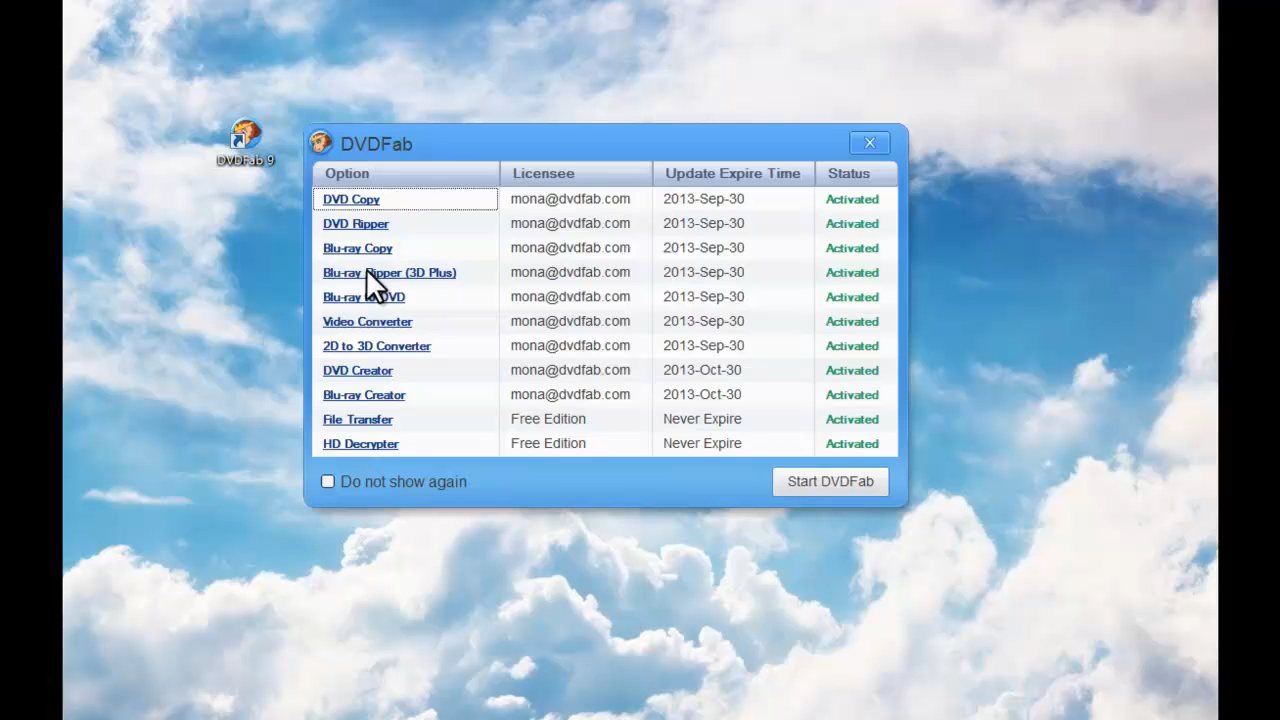 DVDFab 9
DVDFab
Option Licensee Update Expire Time Status
DVD Copy mona@dvdfab.com 2013-Sep-30 Activated
DVD Ripper mona@dvdfab.com 2013-Sep-30 Activated
Blu-ray Copy mona@dvdfab.com 2013-Sep-30 Activated
Blu-ray Ripper (3D Plus) mona@dvdfab.com 2013-Sep-30 Activated
Blu-ray to DVD mona@dvdfab.com 2013-Sep-30 Activated
Video Converter mona@dvdfab.com 2013-Sep-30 Activated
2D to 3D Converter mona@dvdfab.com 2013-Sep-30 Activated
DVD Creator mona@dvdfab.com 2013-Oct-30 Activated
Blu-ray Creator mona@dvdfab.com 2013-Oct-30 Activated
File Transfer Free Edition Never Expire Activated
HD Decrypter Free Edition Never Expire Activated
Do not show again Start DVDFab